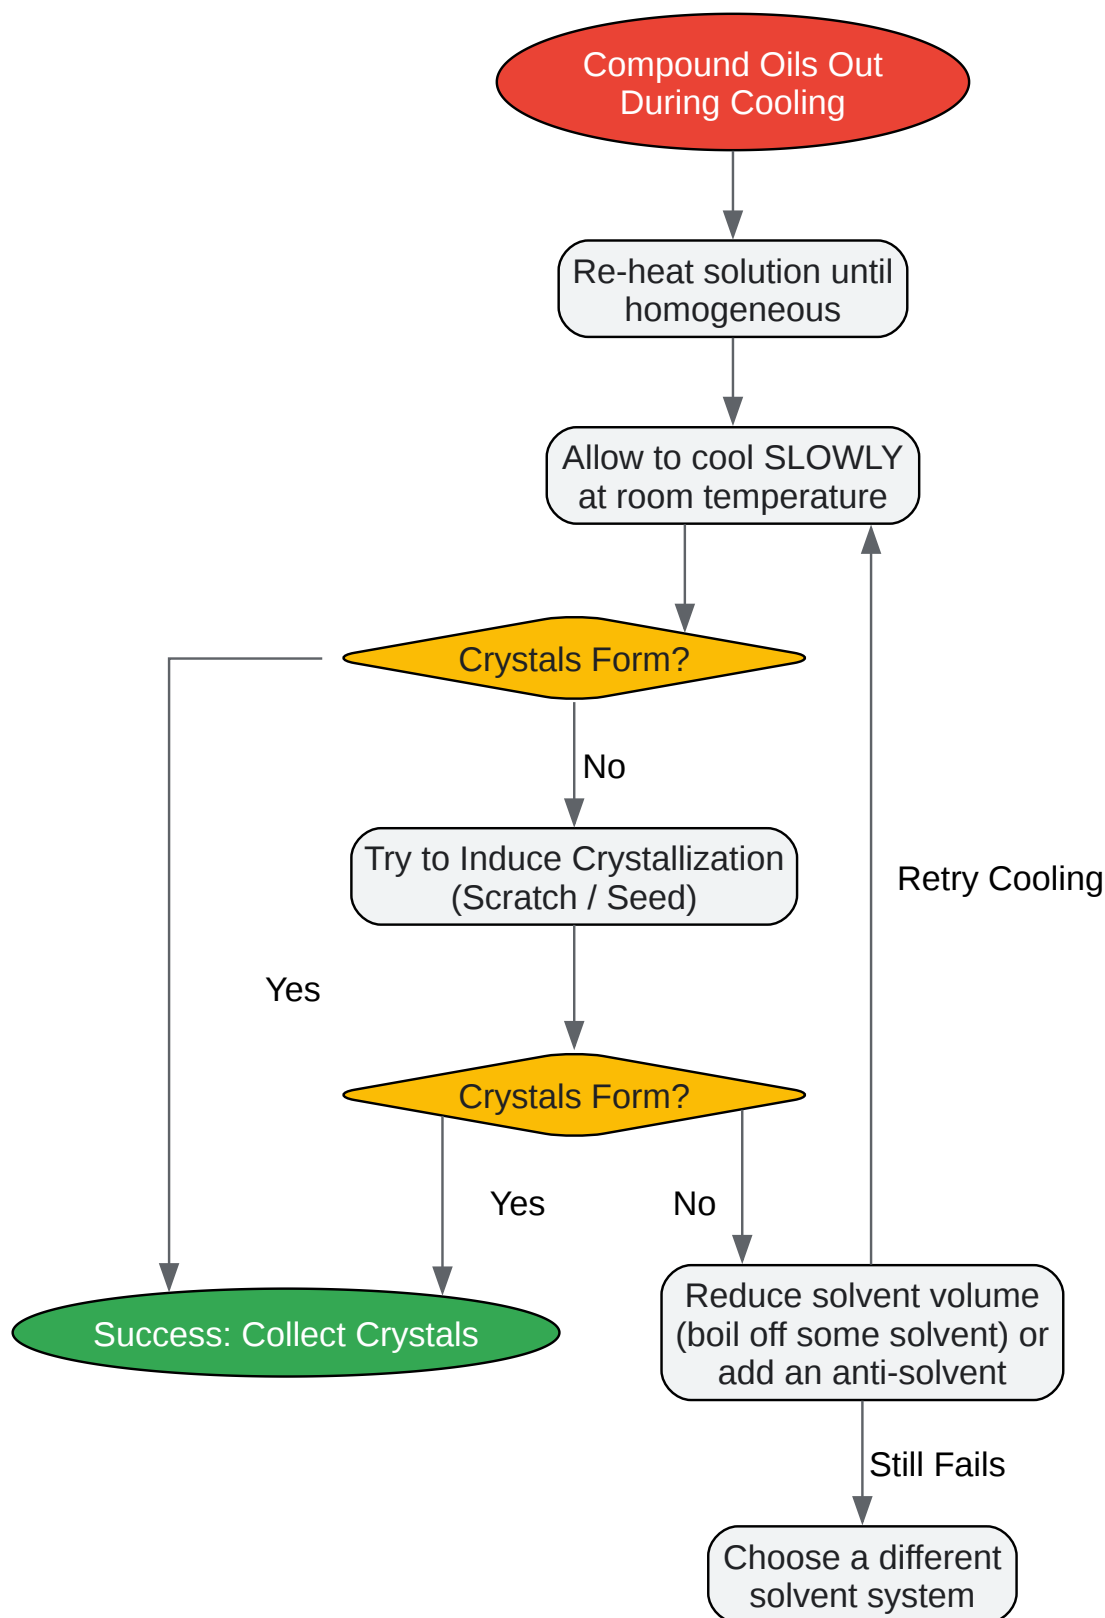 Compound Oils Out
During Cooling
Re-heat solution until
homogeneous
Allow to cool SLOWLY
at room temperature
Crystals Form?
No
Try to Induce Crystallization
(Scratch / Seed)
Retry Cooling
Yes
Crystals Form?
Yes
No
Success: Collect Crystals
Reduce solvent volume
(boil off some solvent) or
add an anti-solvent
Still Fails
Choose a different
solvent system